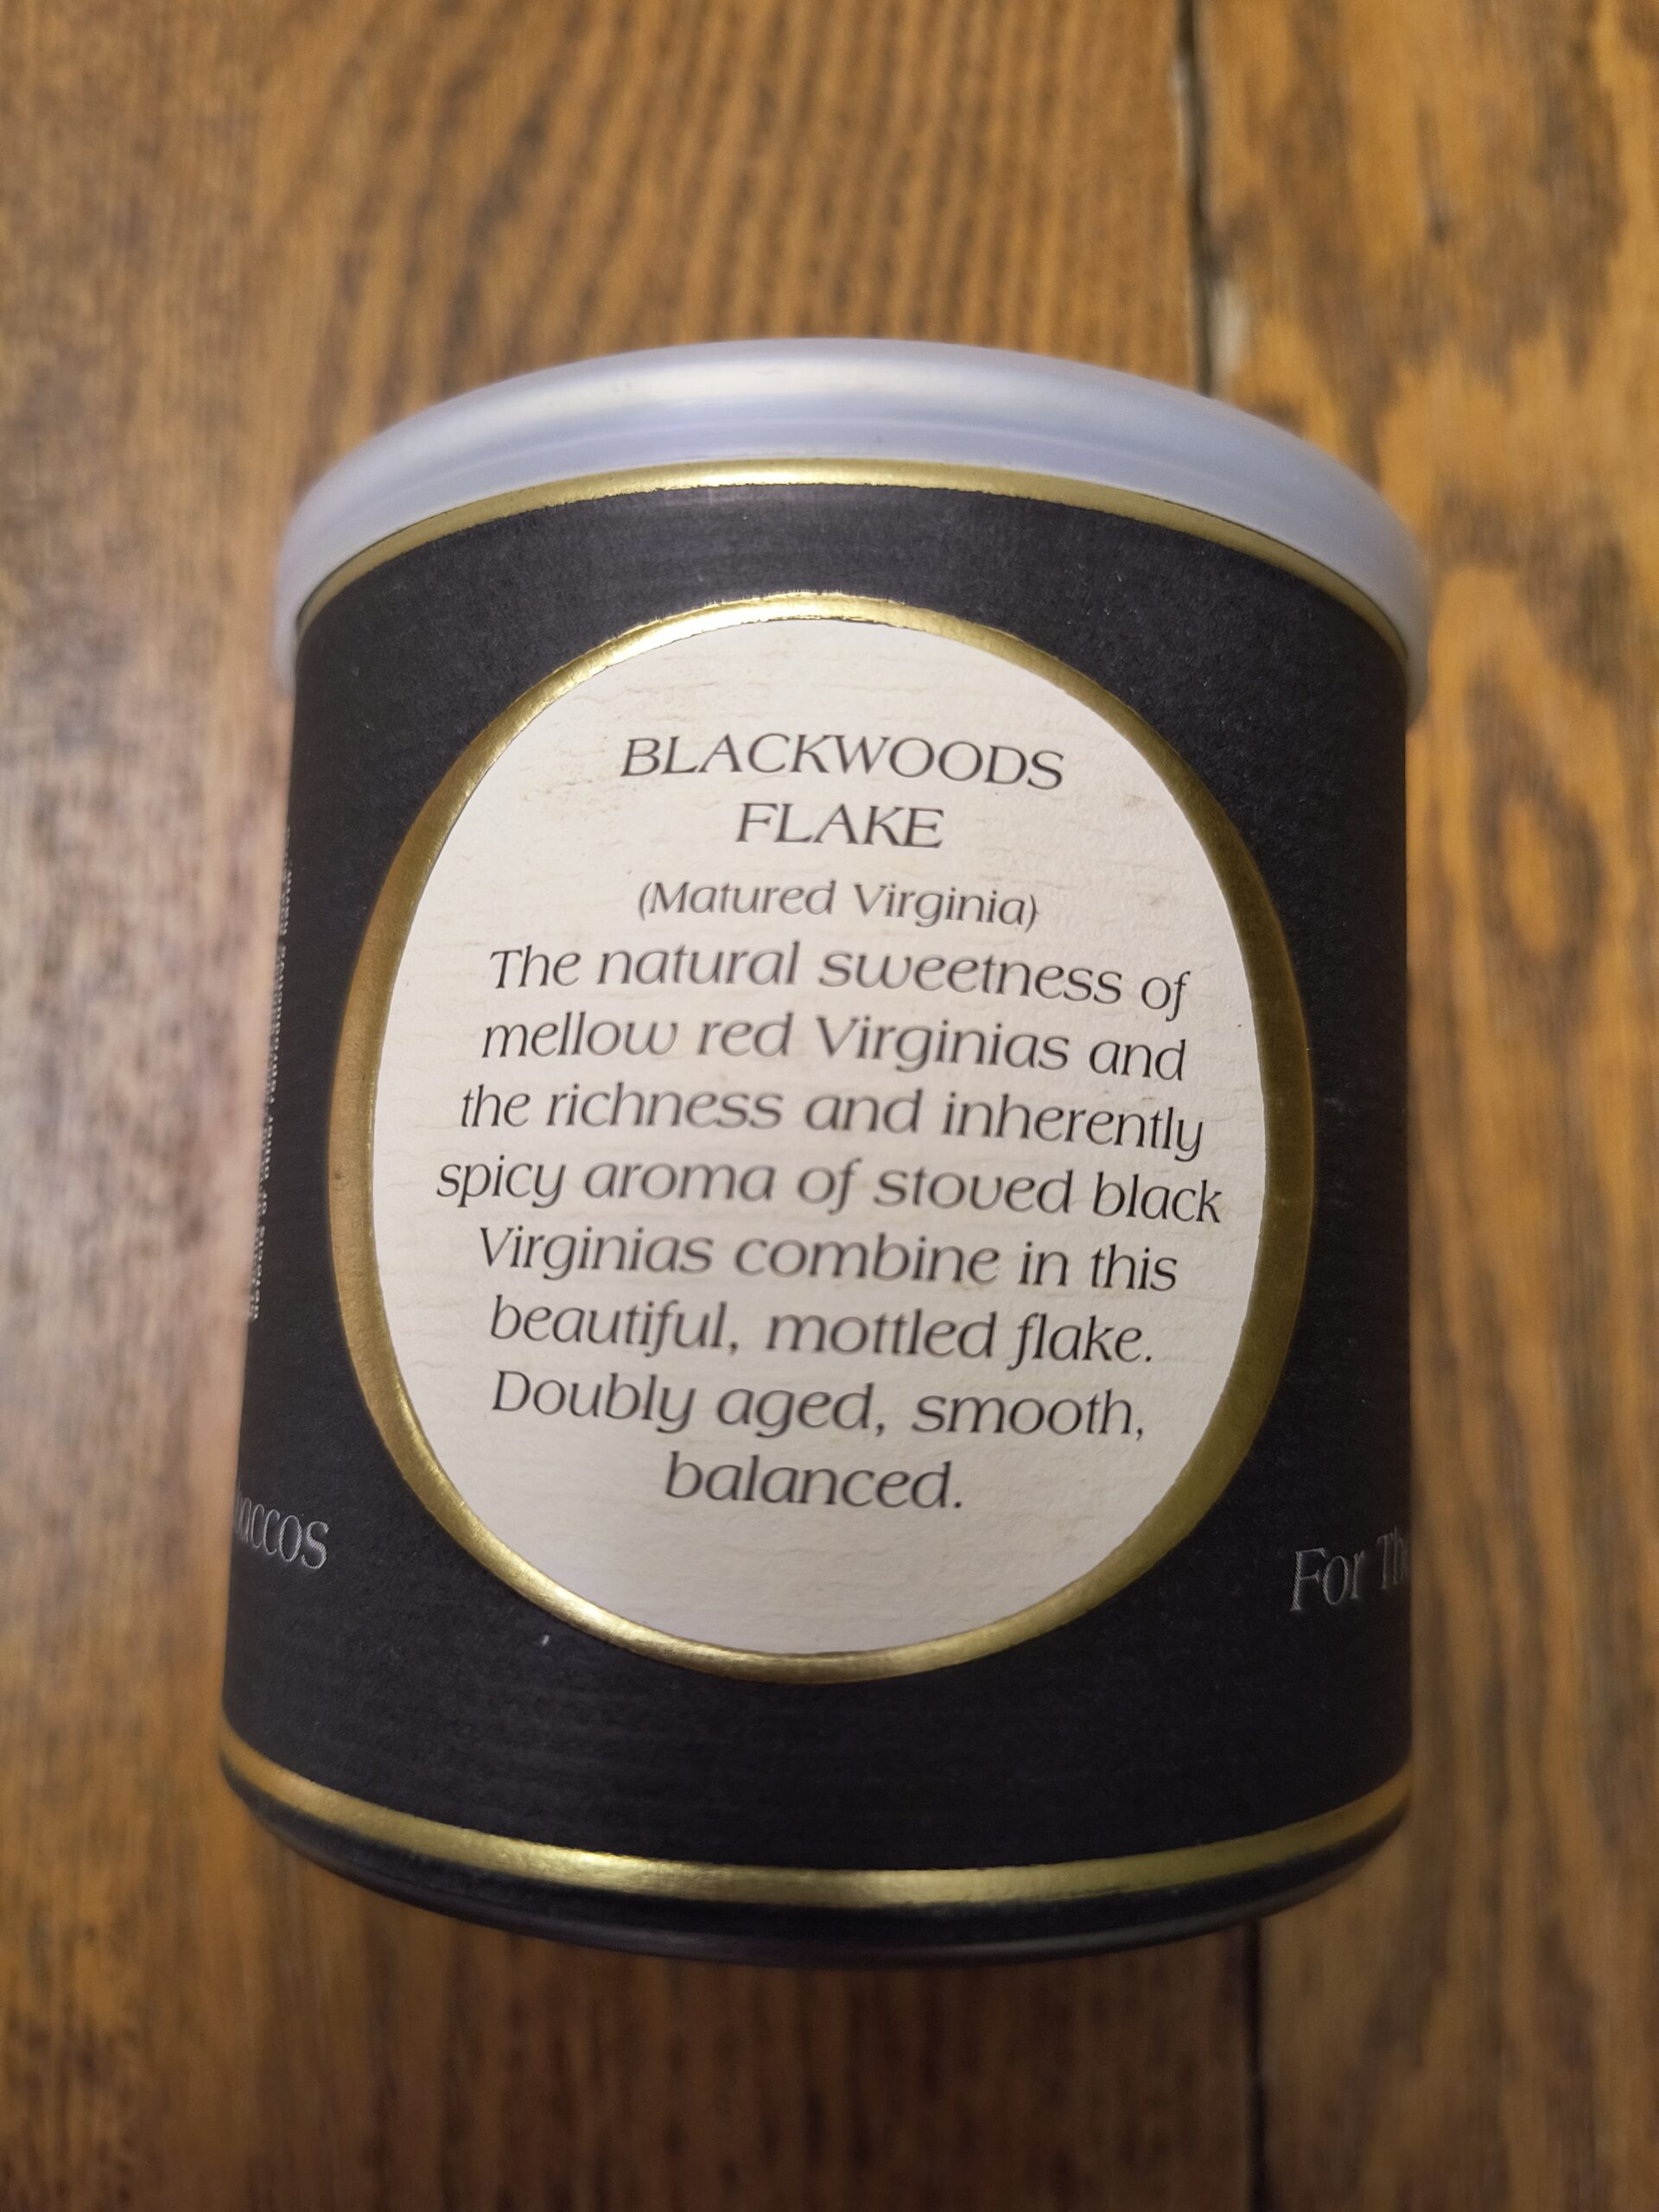 BLACKWOODS
FLAKE
(Matured Virginia)
The natural sweetness of
mellow red Virginias and
the richness and inherently
spicy aroma of stoved black
Virginias combine in this
beautiful, mottled flake.
Doubly aged, smooth,
balanced.
For